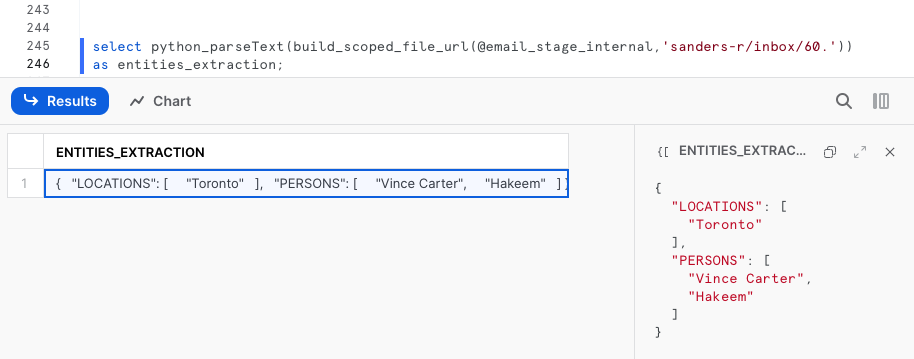 243
244
245 select python_parseText(build_scoped_file_url(@email_stage_internal,'sanders-r/inbox/60.'))
246 as entities_extraction;
Results
Chart
ENTITIES_EXTRACTION
1 { "LOCATIONS": [ "Toronto" ], "PERSONS": [ "Vince Carter", "Hakeem" ] }
{[ ENTITIES_EXTRAC...
{
"LOCATIONS": [
"Toronto"
],
"PERSONS": [
"Vince Carter",
"Hakeem"
]
}